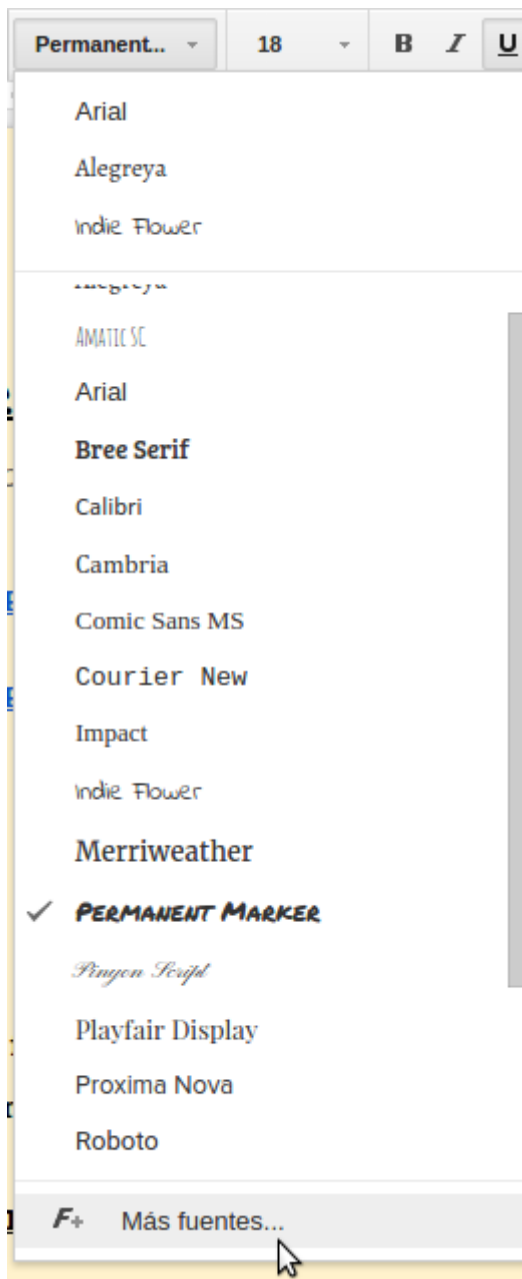 Permanent... 18 B I U
Arial
Alegreya
Indie Flower
Alegreya
Amatic SC
Arial
Bree Serif
Calibri
Cambria
Comic Sans MS
Courier New
Impact
Indie Flower
Merriweather
Permanent Marker
Pinyon Script
Playfair Display
Proxima Nova
Roboto
F+ Más fuentes...